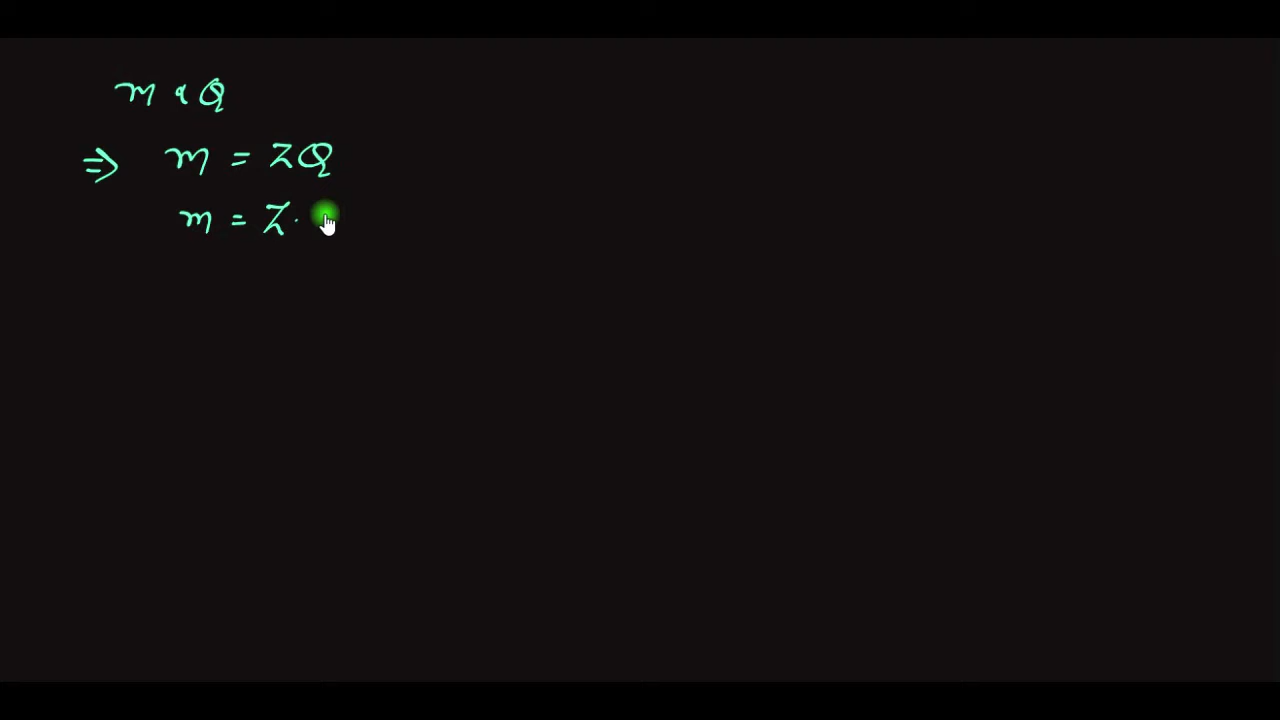 m α Q
⇒ m = ZQ
m = Z.